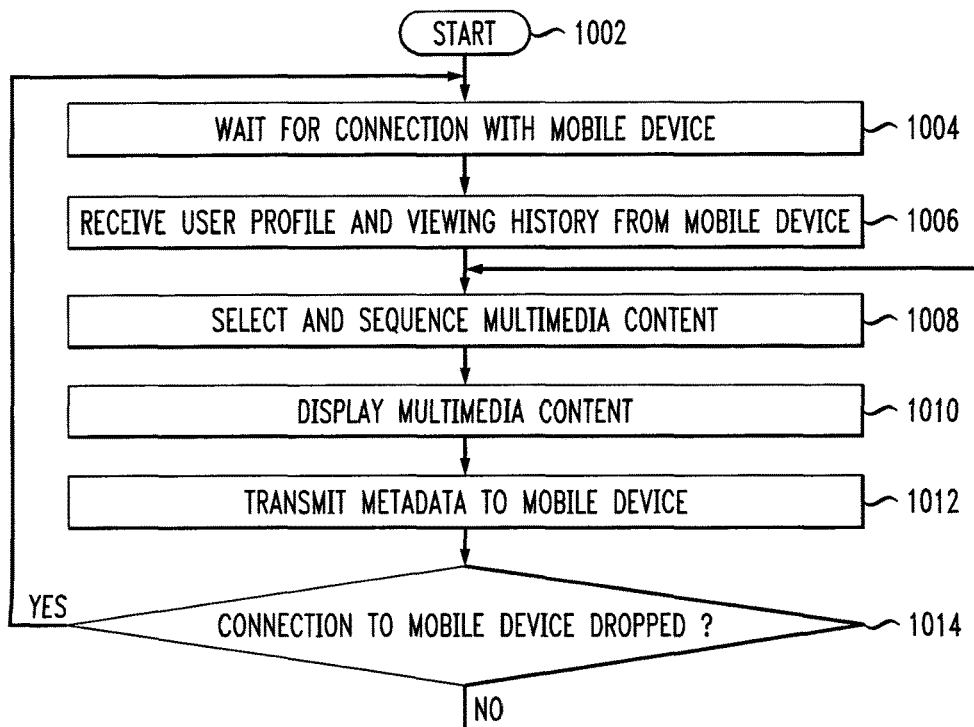 START 1002
WAIT FOR CONNECTION WITH MOBILE DEVICE 1004
RECEIVE USER PROFILE AND VIEWING HISTORY FROM MOBILE DEVICE 1006
SELECT AND SEQUENCE MULTIMEDIA CONTENT 1008
DISPLAY MULTIMEDIA CONTENT 1010
TRANSMIT METADATA TO MOBILE DEVICE 1012
YES
CONNECTION TO MOBILE DEVICE DROPPED ? 1014
NO